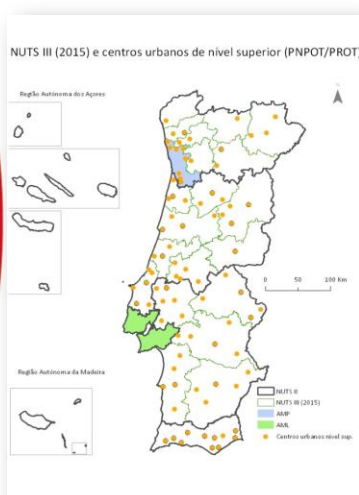 NUTS III (2015) e centros urbanos de nível superior (PNPOT/PROT)
Região Autónoma dos Açores
N
0 50 100 Km
Região Autónoma da Madeira
NUTS II
NUTS III (2015)
AMP
AML
Centros urbanos nível sup.